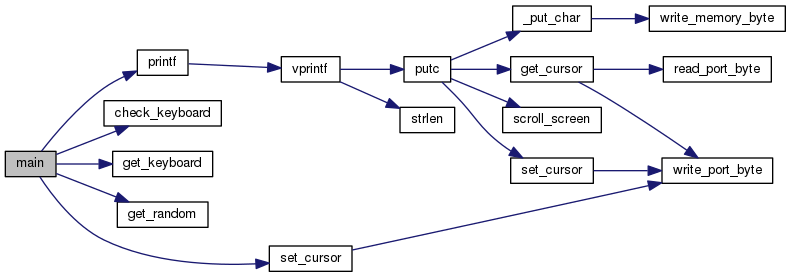 main
printf
check_keyboard
get_keyboard
get_random
set_cursor
vprintf
putc
strlen
_put_char
get_cursor
scroll_screen
set_cursor
write_memory_byte
read_port_byte
write_port_byte